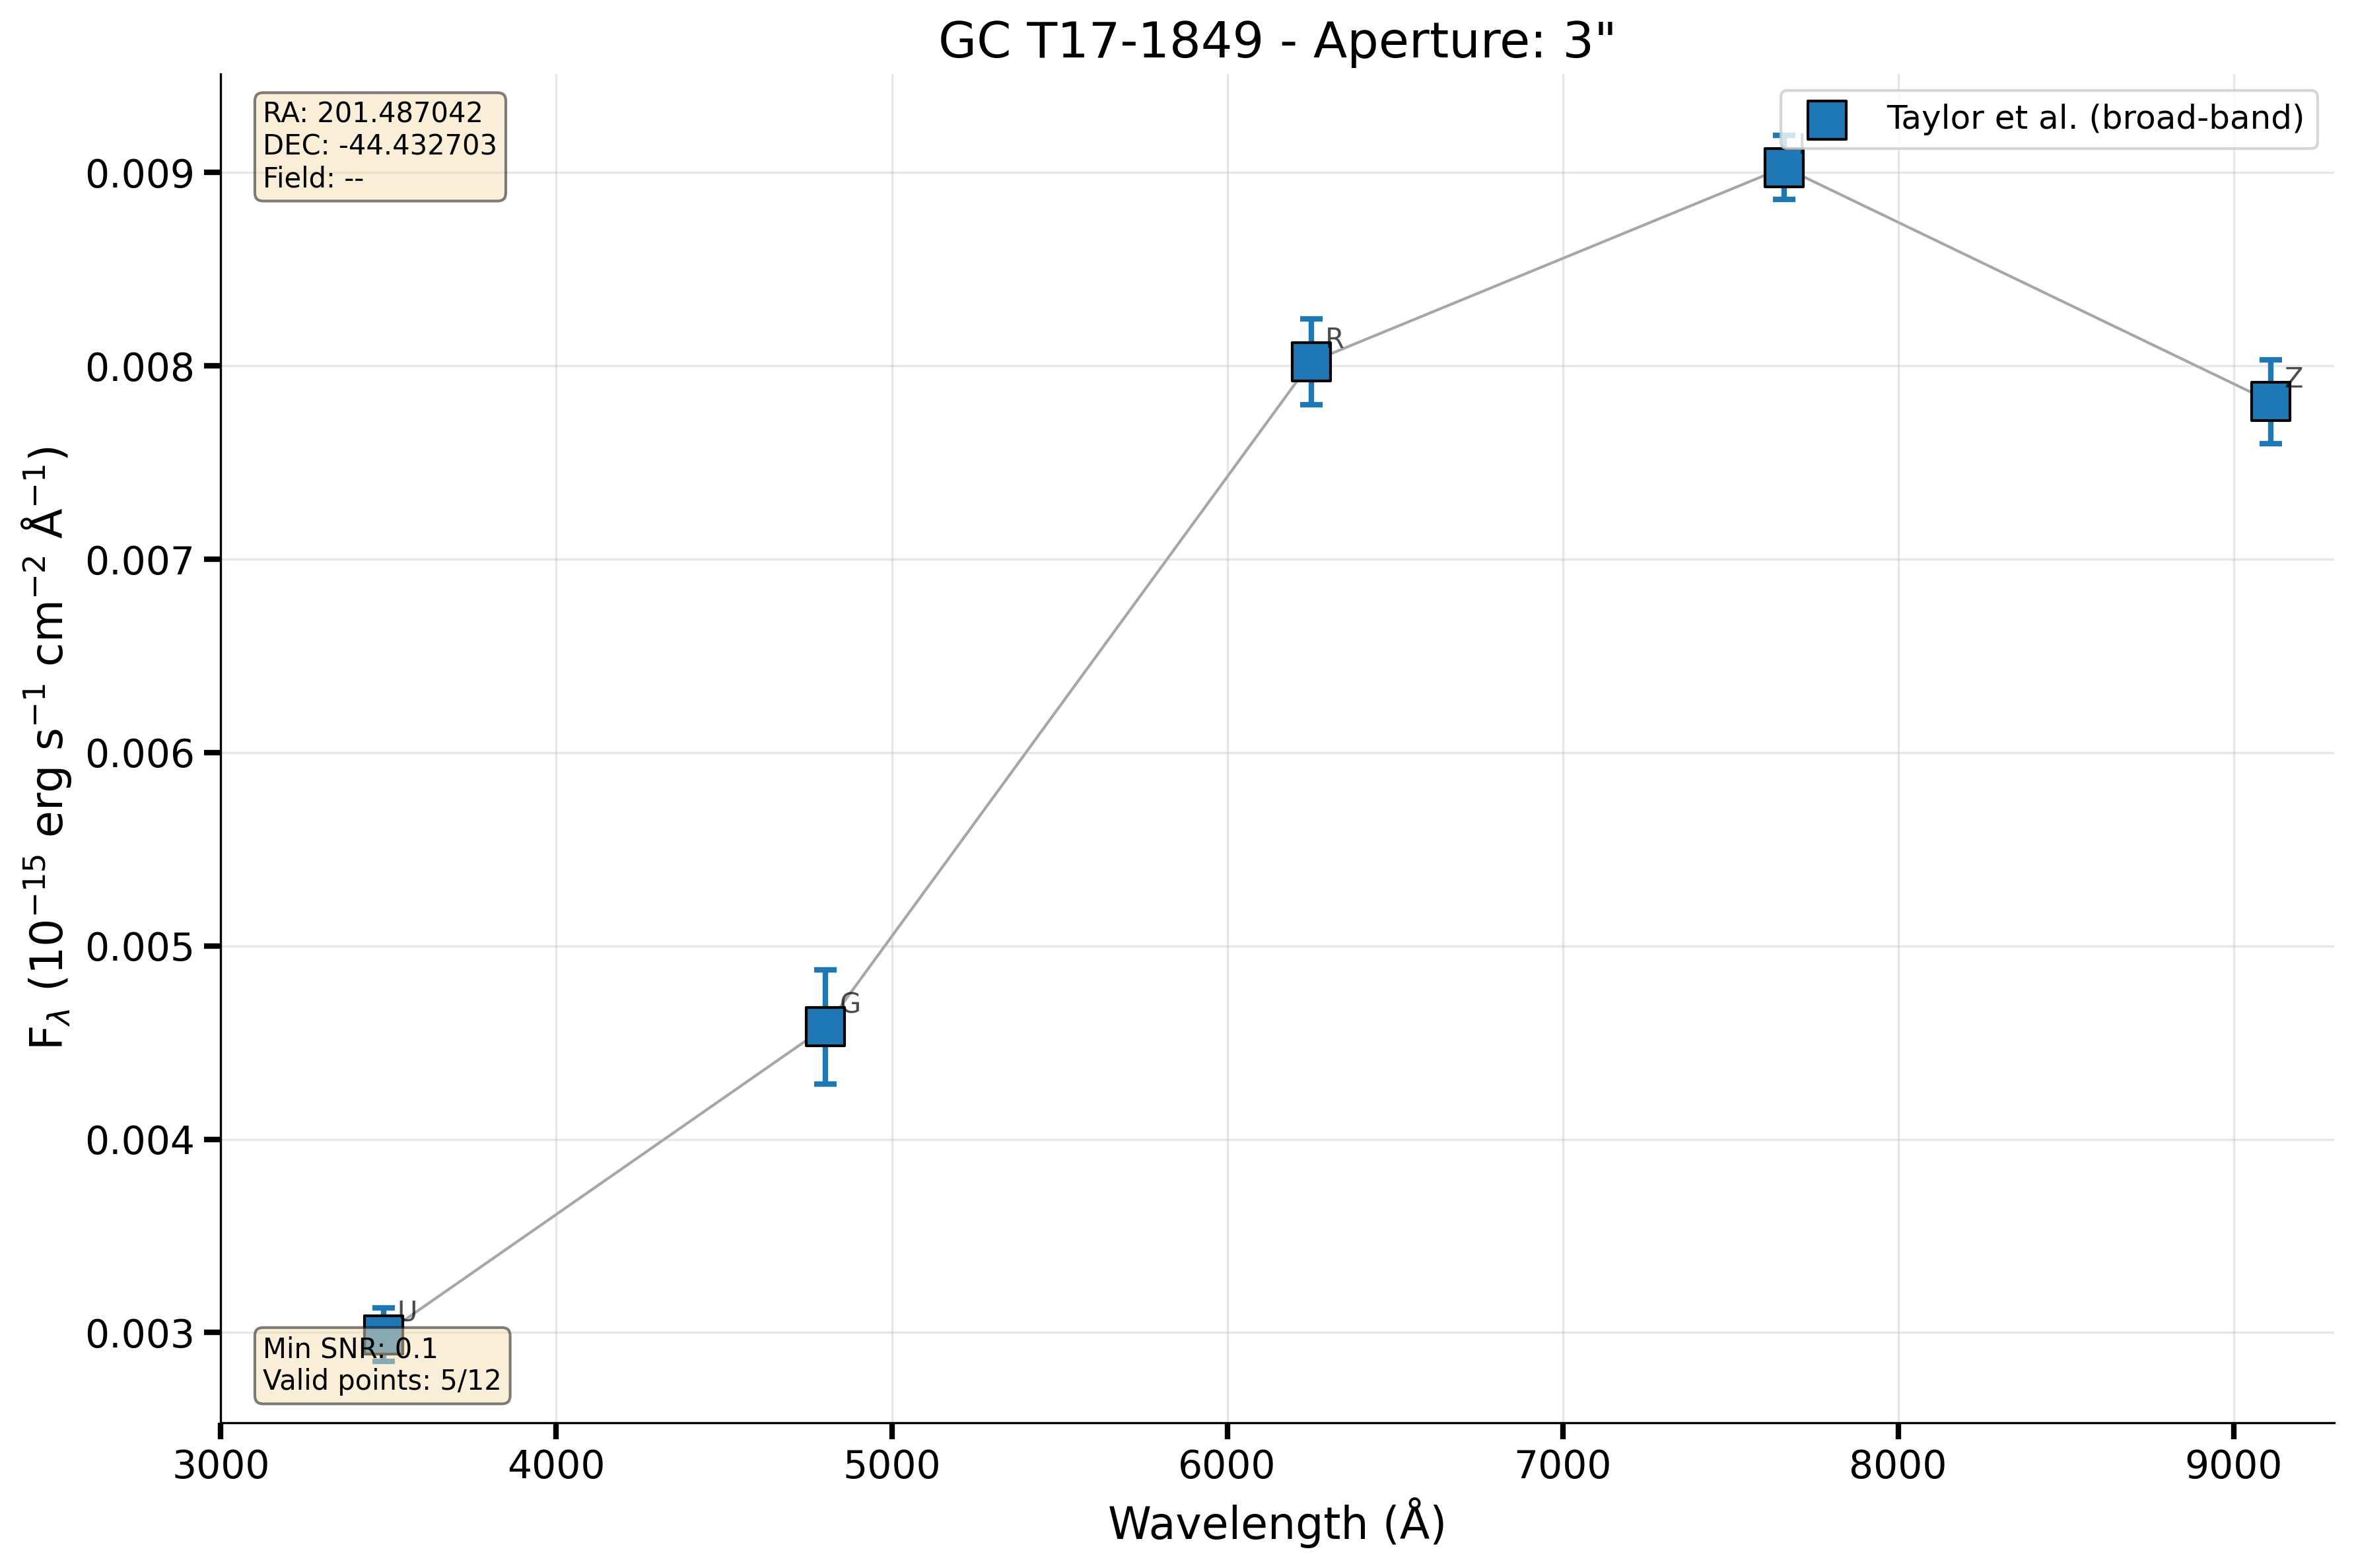 GC T17-1849 - Aperture: 3"
RA: 201.487042
DEC: -44.432703
Field: --
Taylor et al. (broad-band)
0.009
0.008
0.007
0.006
0.005
0.004
0.003
F_λ (10⁻¹⁵ erg s⁻¹ cm⁻² Å⁻¹)
U
G
R
I
Z
Min SNR: 0.1
Valid points: 5/12
3000 4000 5000 6000 7000 8000 9000
Wavelength (Å)